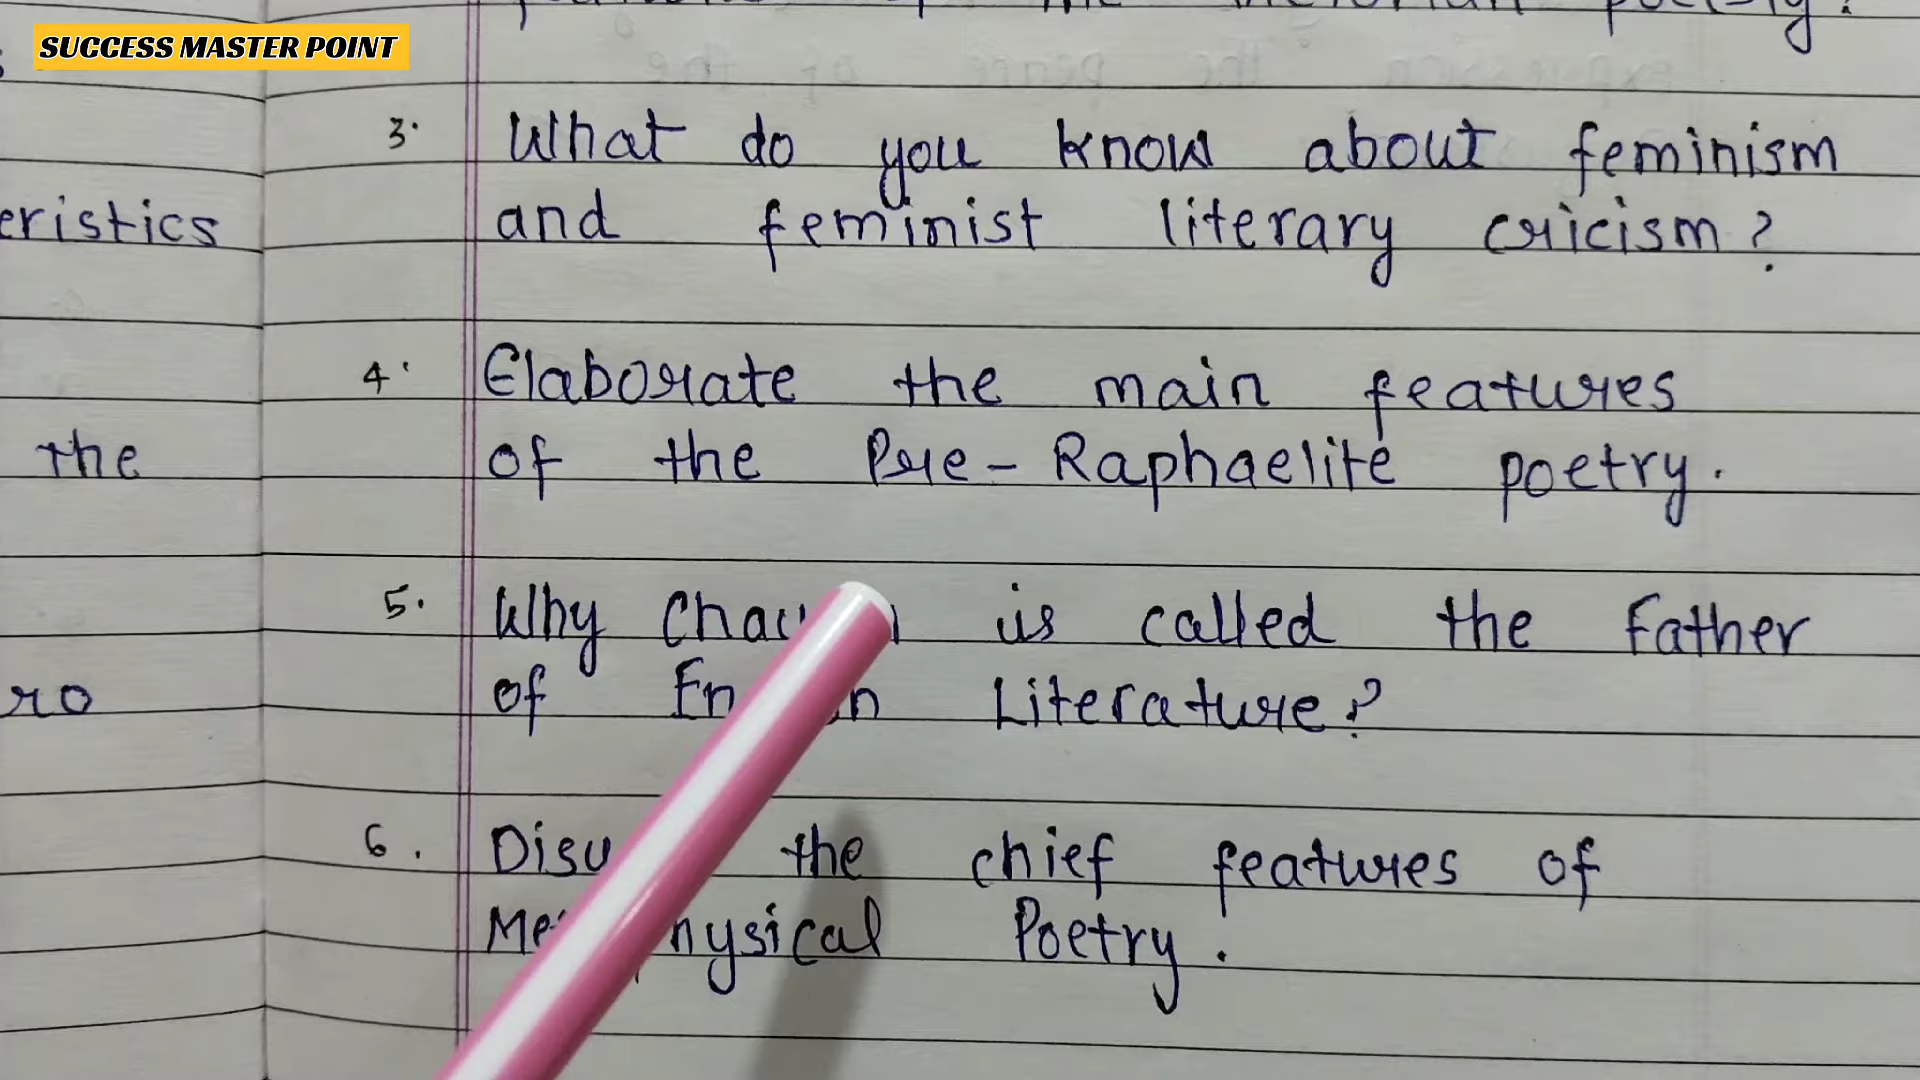 SUCCESS MASTER POINT
eristics
the
ro
3. What do you know about feminism
and feminist literary cricism?
4. Elaborate the main features
of the Pre-Raphaelite poetry.
5. Why is called the Father
of Literature?
6. the chief features of
Poetry.